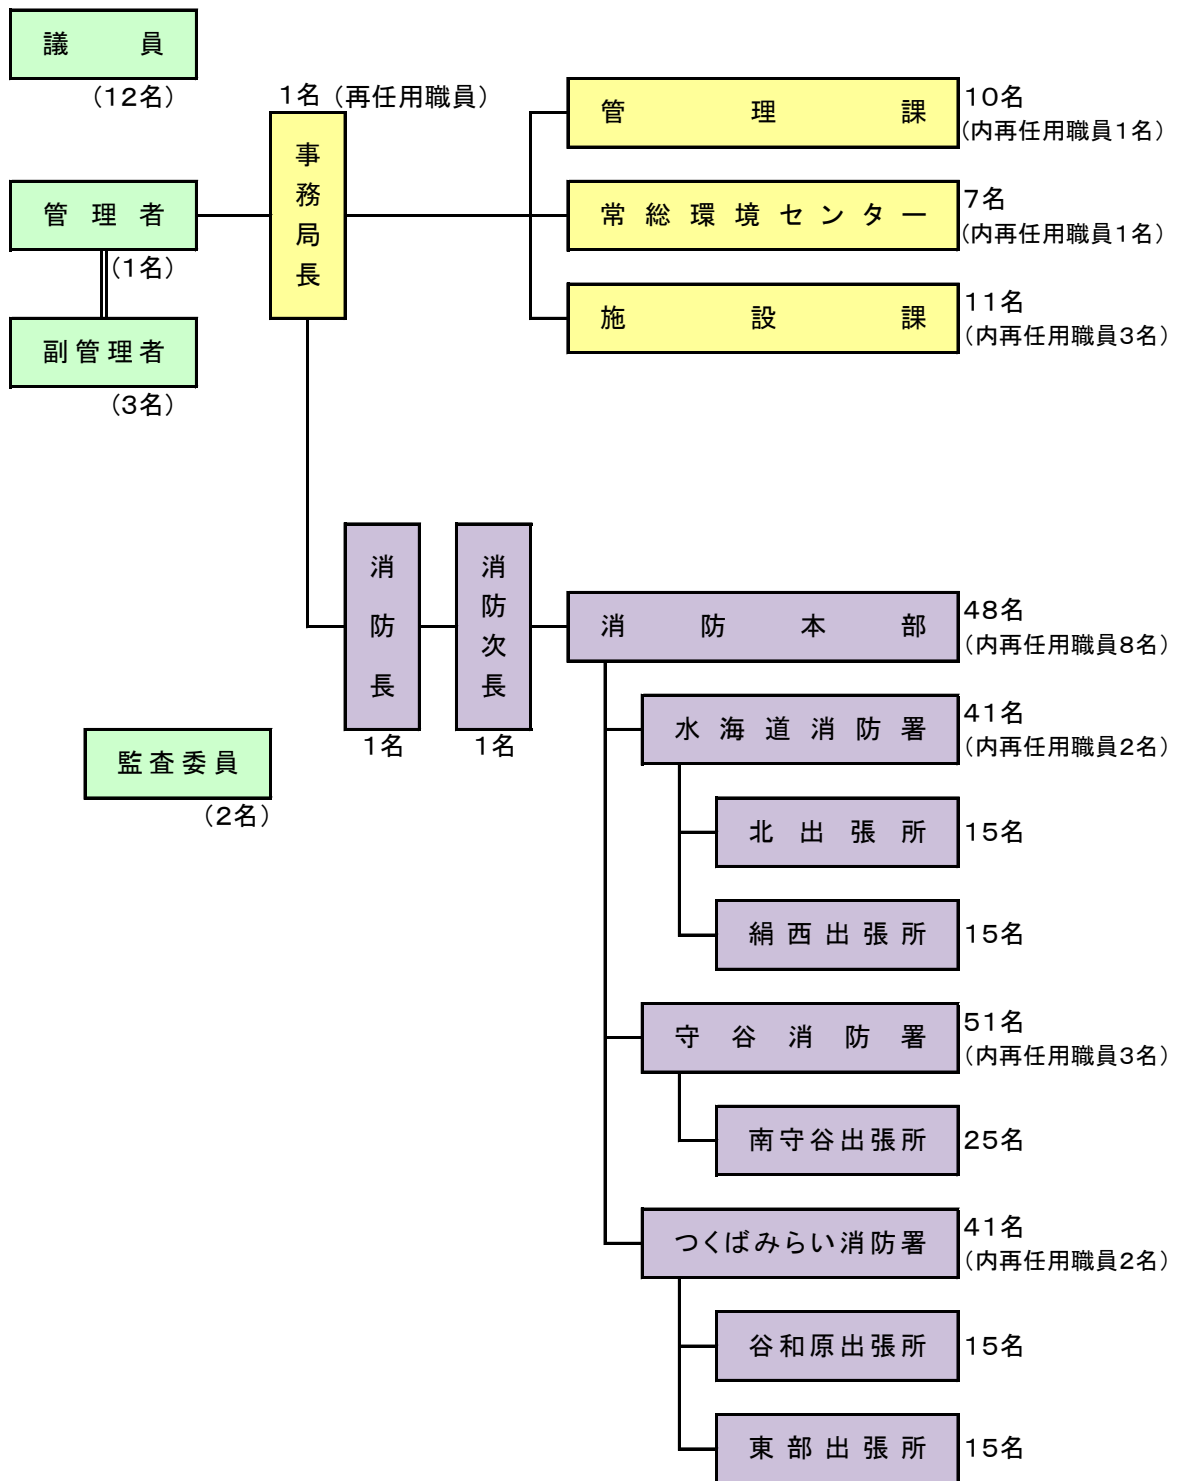 議員
（12名）
1名（再任用職員）
事務局長
管理者
（1名）
副管理者
（3名）
管理課
10名
（内再任用職員1名）
常総環境センター
7名
（内再任用職員1名）
施設課
11名
（内再任用職員3名）
消防長
1名
消防次長
1名
監査委員
（2名）
消防本部
48名
（内再任用職員8名）
水海道消防署
41名
（内再任用職員2名）
北出張所
15名
絹西出張所
15名
守谷消防署
51名
（内再任用職員3名）
南守谷出張所
25名
つくばみらい消防署
41名
（内再任用職員2名）
谷和原出張所
15名
東部出張所
15名